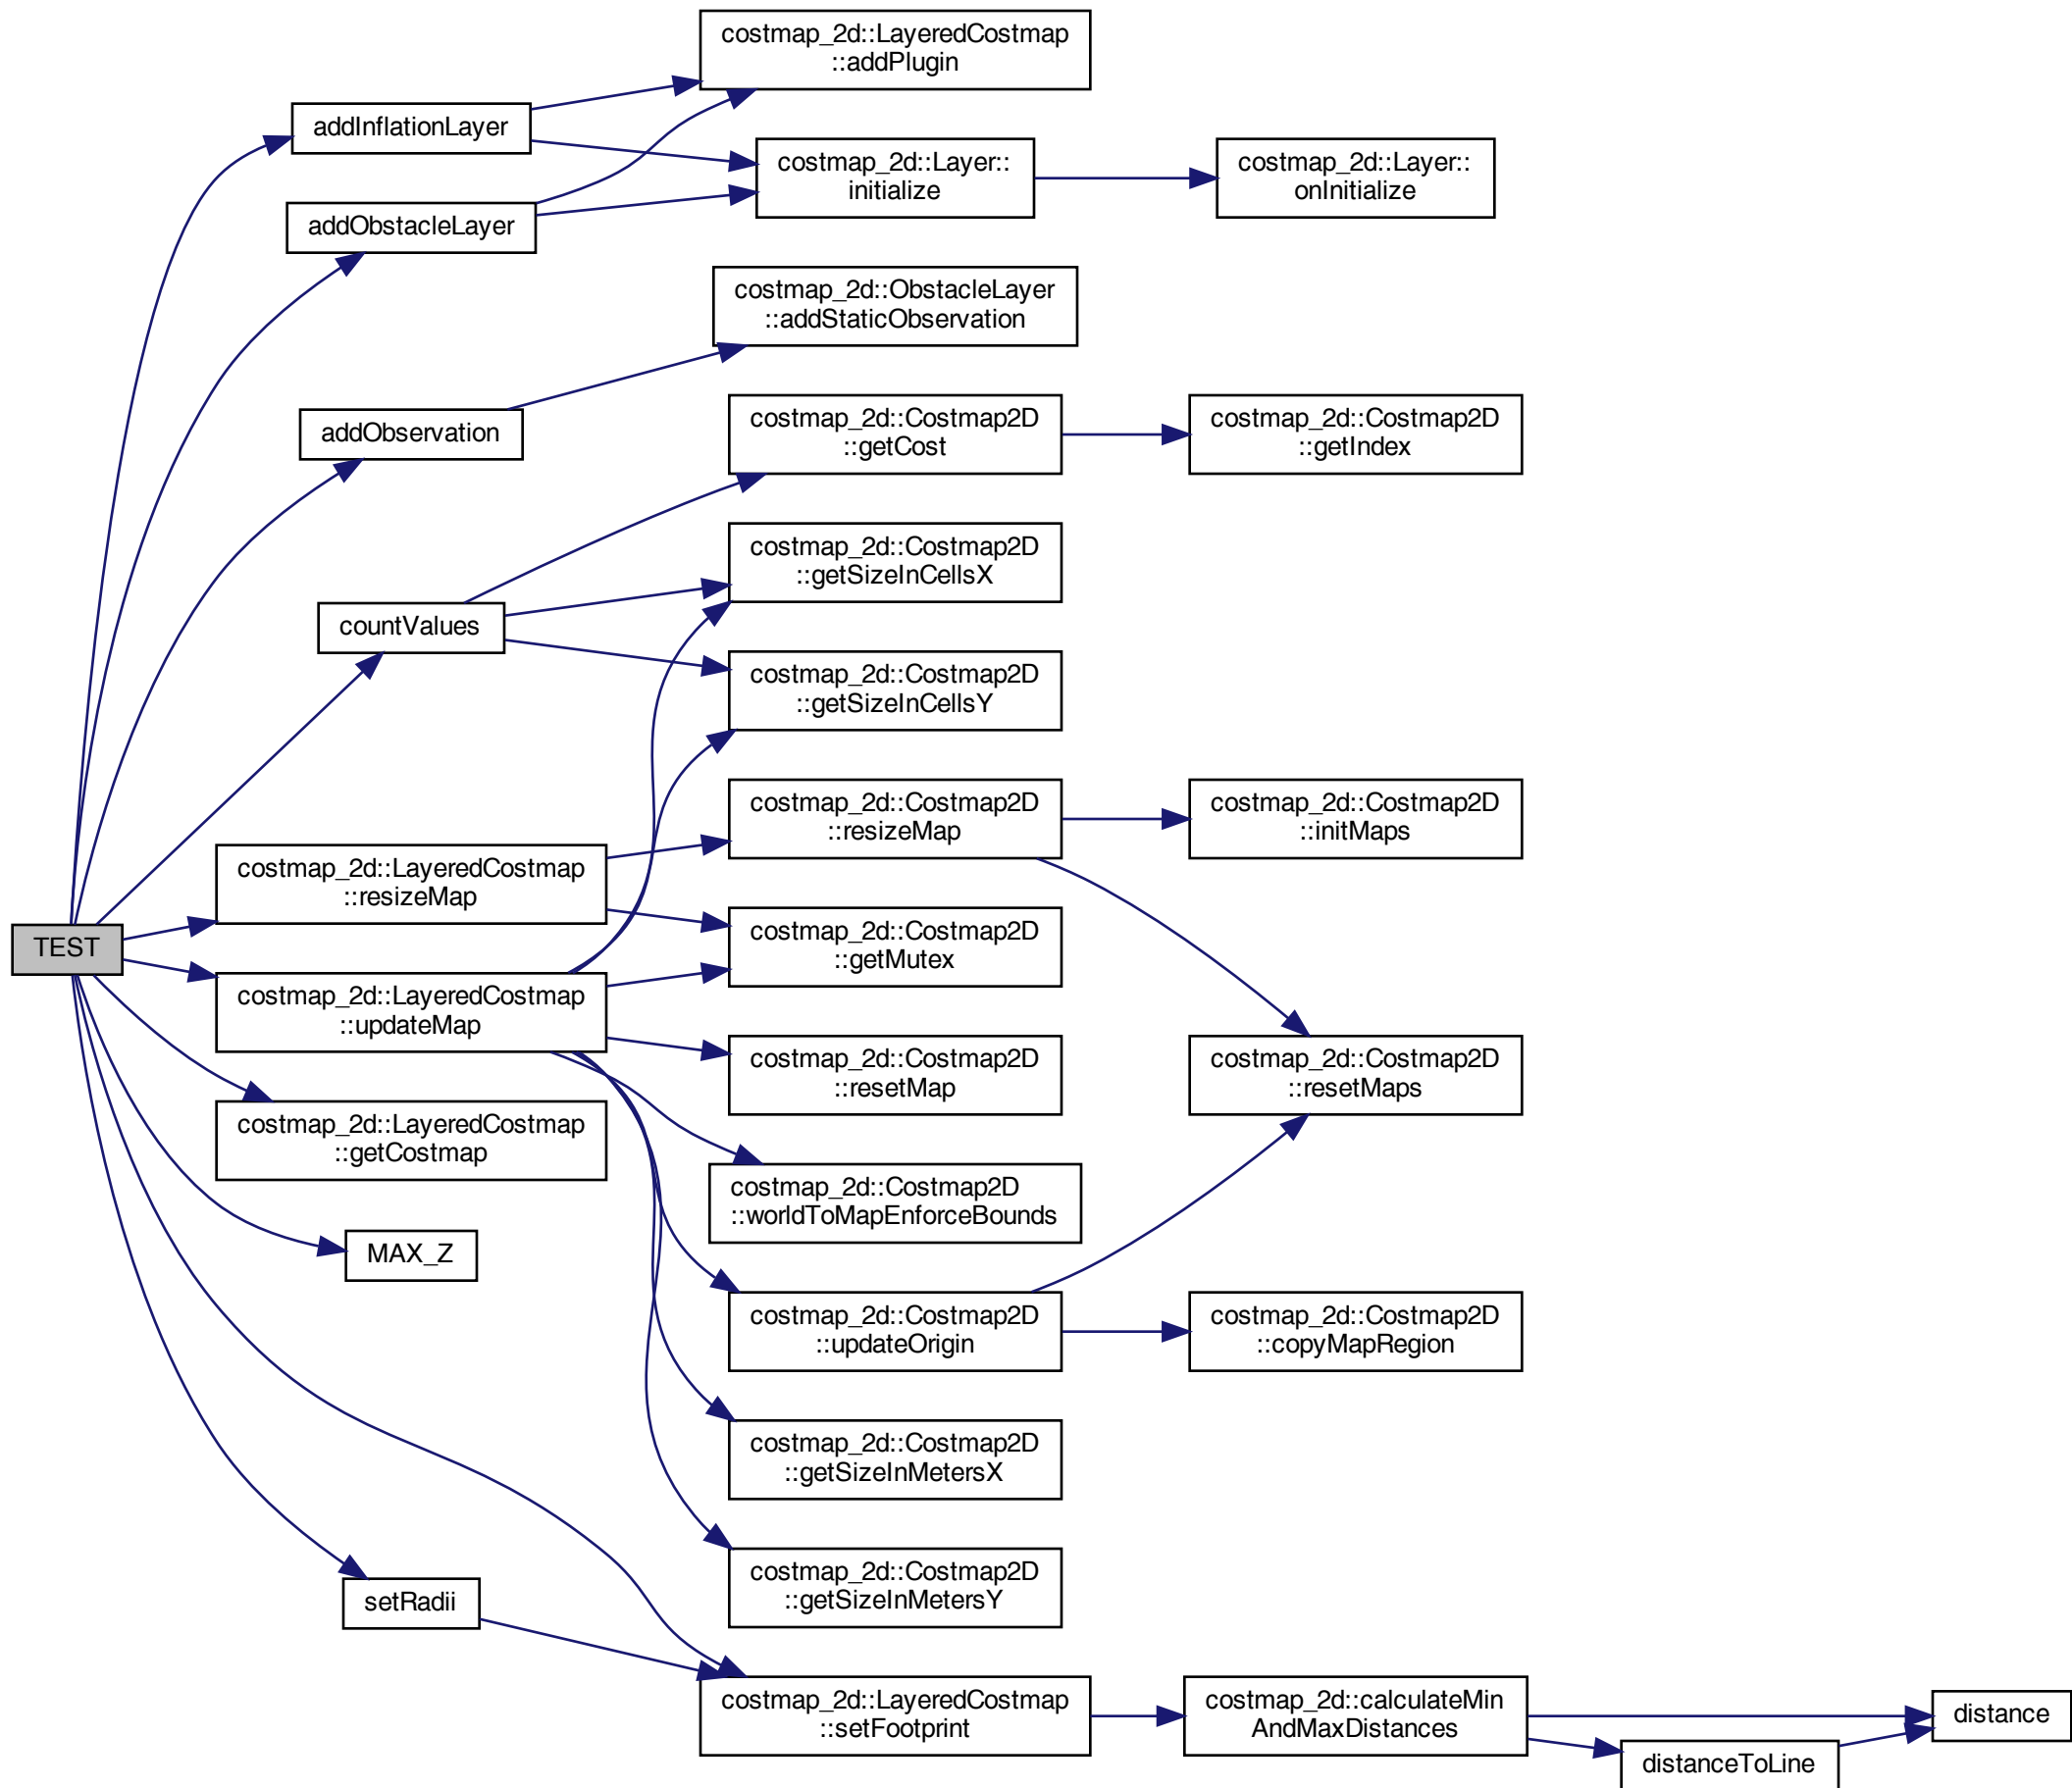 costmap_2d::LayeredCostmap
::addPlugin
addInflationLayer
costmap_2d::Layer::
initialize
costmap_2d::Layer::
onInitialize
addObstacleLayer
costmap_2d::ObstacleLayer
::addStaticObservation
addObservation
costmap_2d::Costmap2D
::getCost
costmap_2d::Costmap2D
::getIndex
costmap_2d::Costmap2D
::getSizeInCellsX
countValues
costmap_2d::Costmap2D
::getSizeInCellsY
costmap_2d::Costmap2D
::resizeMap
costmap_2d::Costmap2D
::initMaps
costmap_2d::LayeredCostmap
::resizeMap
TEST
costmap_2d::Costmap2D
::getMutex
costmap_2d::LayeredCostmap
::updateMap
costmap_2d::Costmap2D
::resetMap
costmap_2d::Costmap2D
::resetMaps
costmap_2d::LayeredCostmap
::getCostmap
costmap_2d::Costmap2D
::worldToMapEnforceBounds
MAX_Z
costmap_2d::Costmap2D
::updateOrigin
costmap_2d::Costmap2D
::copyMapRegion
costmap_2d::Costmap2D
::getSizeInMetersX
costmap_2d::Costmap2D
::getSizeInMetersY
setRadii
costmap_2d::LayeredCostmap
::setFootprint
costmap_2d::calculateMin
AndMaxDistances
distance
distanceToLine